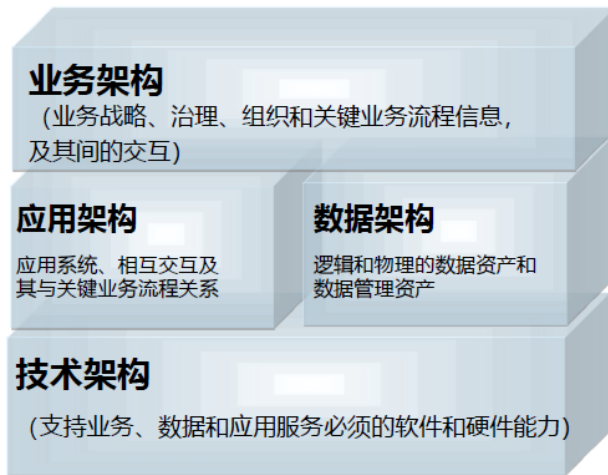 业务架构
（业务战略、治理、组织和关键业务流程信息，
及其间的交互）
应用架构
应用系统、相互交互及
其与关键业务流程关系
数据架构
逻辑和物理的数据资产和
数据管理资产
技术架构
（支持业务、数据和应用服务必须的软件和硬件能力）